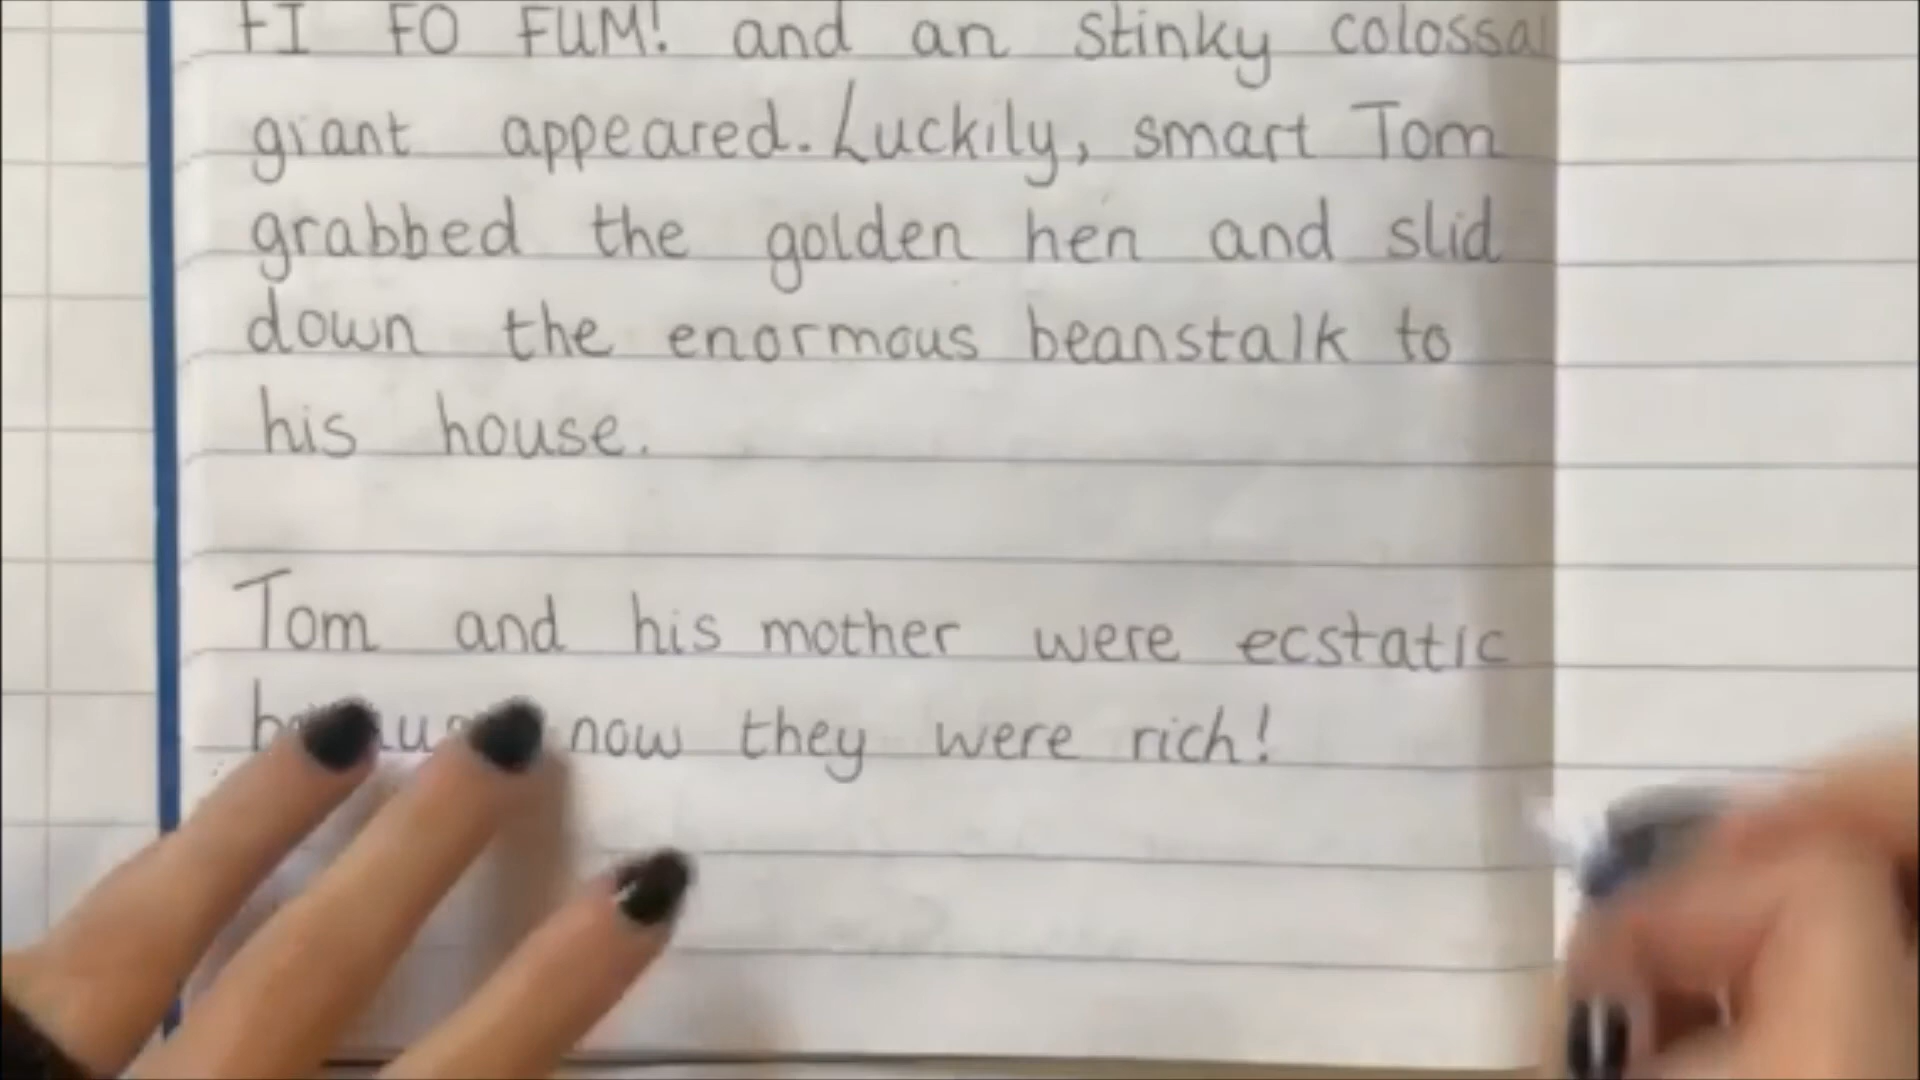 FI FO FUM! and an stinky colossal
giant appeared. Luckily, smart Tom
grabbed the golden hen and slid
down the enormous beanstalk to
his house.
Tom and his mother were ecstatic
now they were rich!